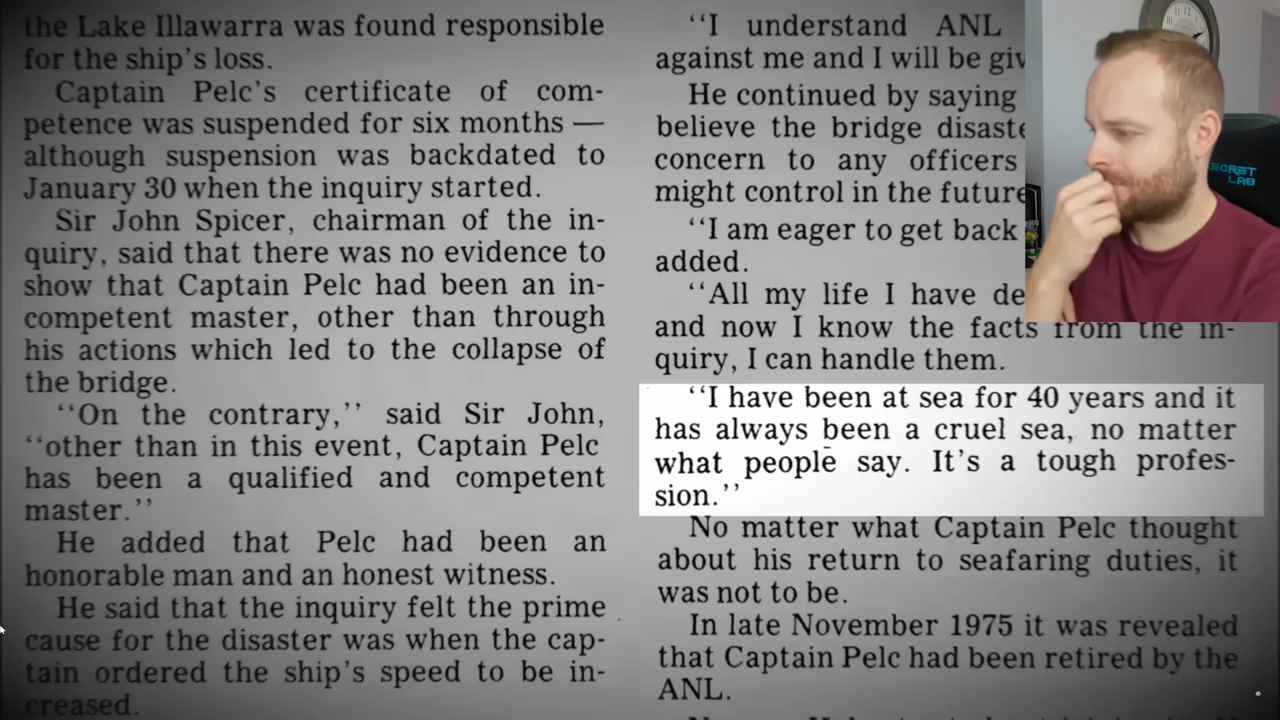 the Lake Illawarra was found responsible
for the ship's loss.
Captain Pelc's certificate of com-
petence was suspended for six months —
although suspension was backdated to
January 30 when the inquiry started.
Sir John Spicer, chairman of the in-
quiry, said that there was no evidence to
show that Captain Pelc had been an in-
competent master, other than through
his actions which led to the collapse of
the bridge.
‘‘On the contrary,’’ said Sir John,
‘‘other than in this event, Captain Pelc
has been a qualified and competent
master.’’
He added that Pelc had been an
honorable man and an honest witness.
He said that the inquiry felt the prime
cause for the disaster was when the cap-
tain ordered the ship's speed to be in-
creased.
‘‘I understand ANL
against me and I will be
He continued by saying
believe the bridge
concern to any officers
might control in the future
‘‘I am eager to get back
added.
‘‘All my life I have
and now I know the facts from the in-
quiry, I can handle them.
‘‘I have been at sea for 40 years and it
has always been a cruel sea, no matter
what people say. It's a tough profes-
sion.’’
No matter what Captain Pelc thought
about his return to seafaring duties, it
was not to be.
In late November 1975 it was revealed
that Captain Pelc had been retired by the
ANL.
LAB